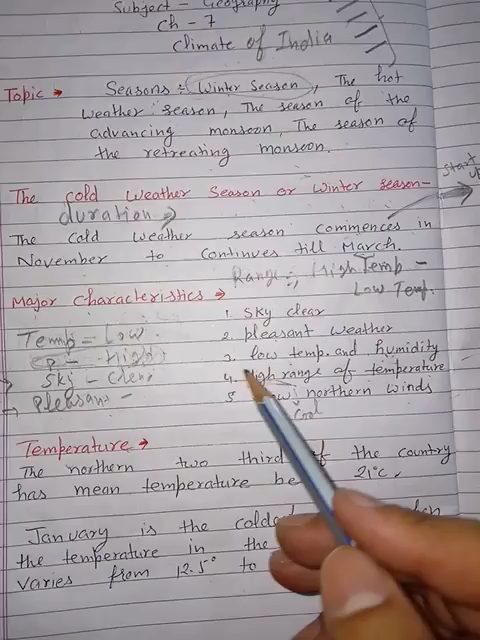 Subject - Geography
Ch - 7
Climate of India
Topic → Seasons :- Winter Season, The hot
weather season, The season of the
advancing monsoon, The season of
the retreating monsoon.
Start
The cold weather Season or Winter season-
duration →
The cold weather season commences in
November to continues till March.
Range :- High Temp -
Low Temp.
Major Characteristics →
1. Sky clear
2. pleasant weather
3. low temp. and humidity
4. High range of temperature
5. northern winds
Cool
Temp - Low
P - High
Sky - Clear
→ Pleasant -
Temperature →
The northern two third of the country
has mean temperature be 21°C.
January is the
the temperature in the
varies from 12.5° to